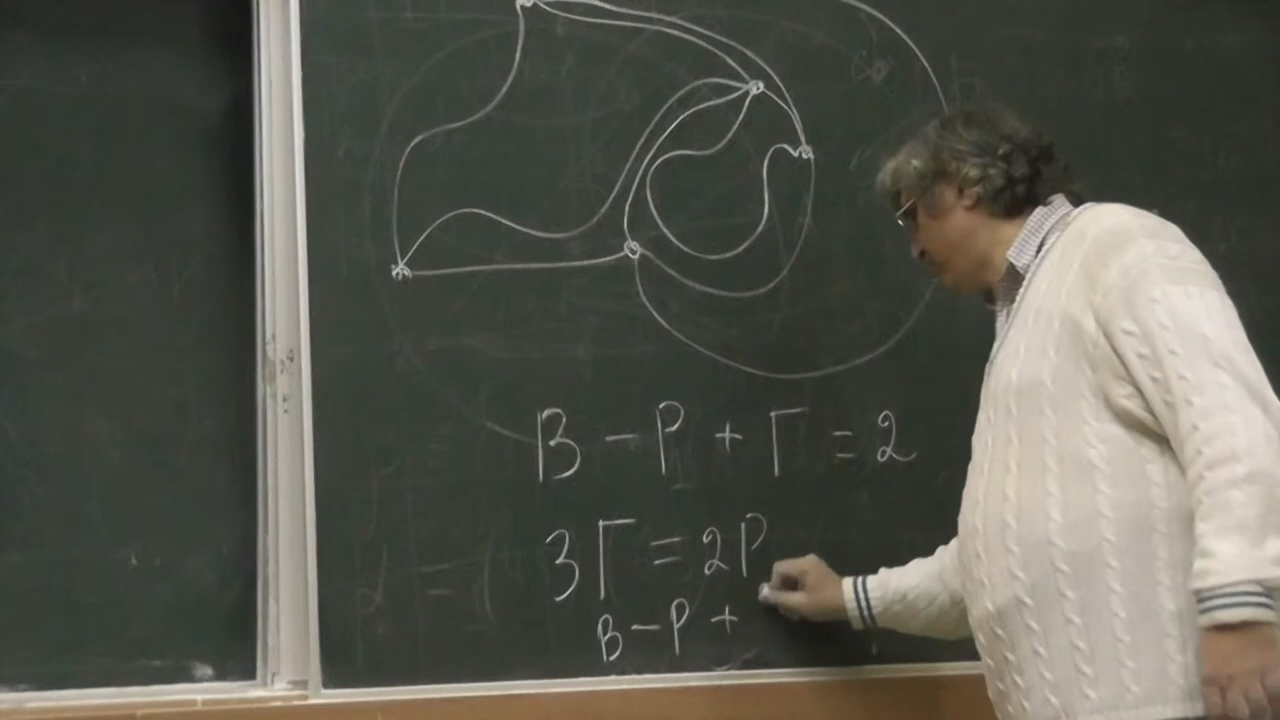 В - Р + Г = 2
3Г = 2Р
В - Р +